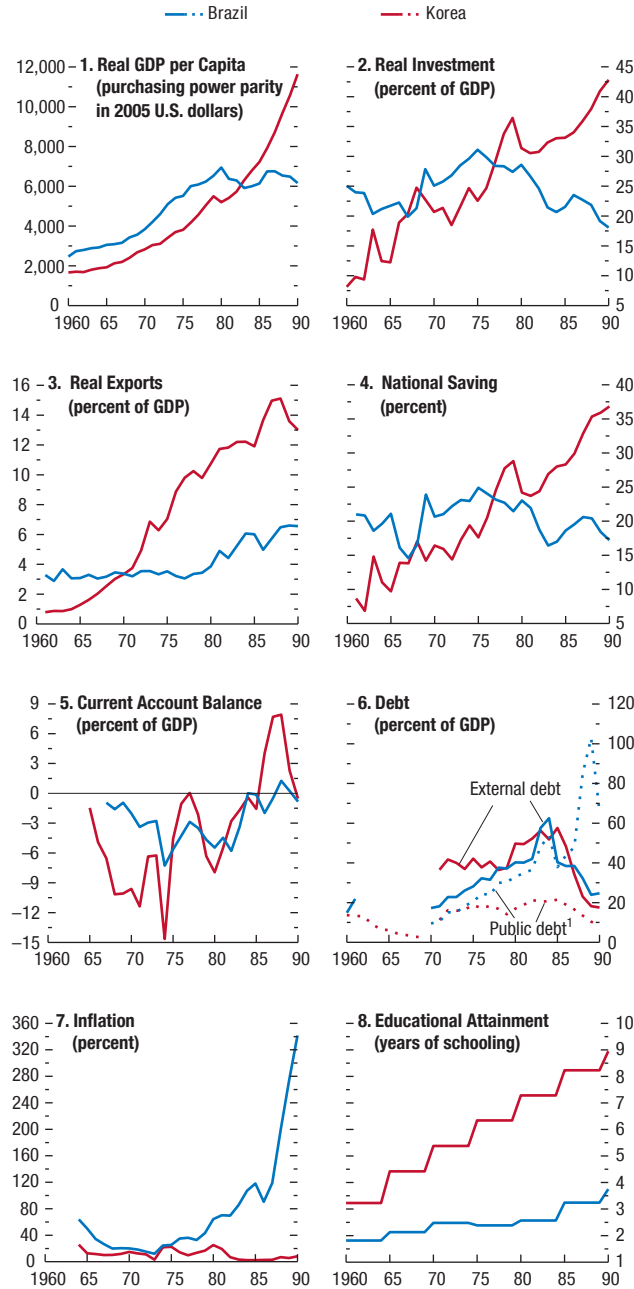 Brazil
Korea
1. Real GDP per Capita
(purchasing power parity
in 2005 U.S. dollars)
12,000
10,000
8,000
6,000
4,000
2,000
0
1960 65 70 75 80 85 90
2. Real Investment
(percent of GDP)
45
40
35
30
25
20
15
10
5
1960 65 70 75 80 85 90
3. Real Exports
(percent of GDP)
16
14
12
10
8
6
4
2
0
1960 65 70 75 80 85 90
4. National Saving
(percent)
40
35
30
25
20
15
10
5
1960 65 70 75 80 85 90
5. Current Account Balance
(percent of GDP)
9
6
3
0
–3
–6
–9
–12
–15
1960 65 70 75 80 85 90
6. Debt
(percent of GDP)
120
100
80
60
40
20
0
External debt
Public debt1
1960 65 70 75 80 85 90
7. Inflation
(percent)
360
320
280
240
200
160
120
80
40
0
1960 65 70 75 80 85 90
8. Educational Attainment
(years of schooling)
10
9
8
7
6
5
4
3
2
1
1960 65 70 75 80 85 90